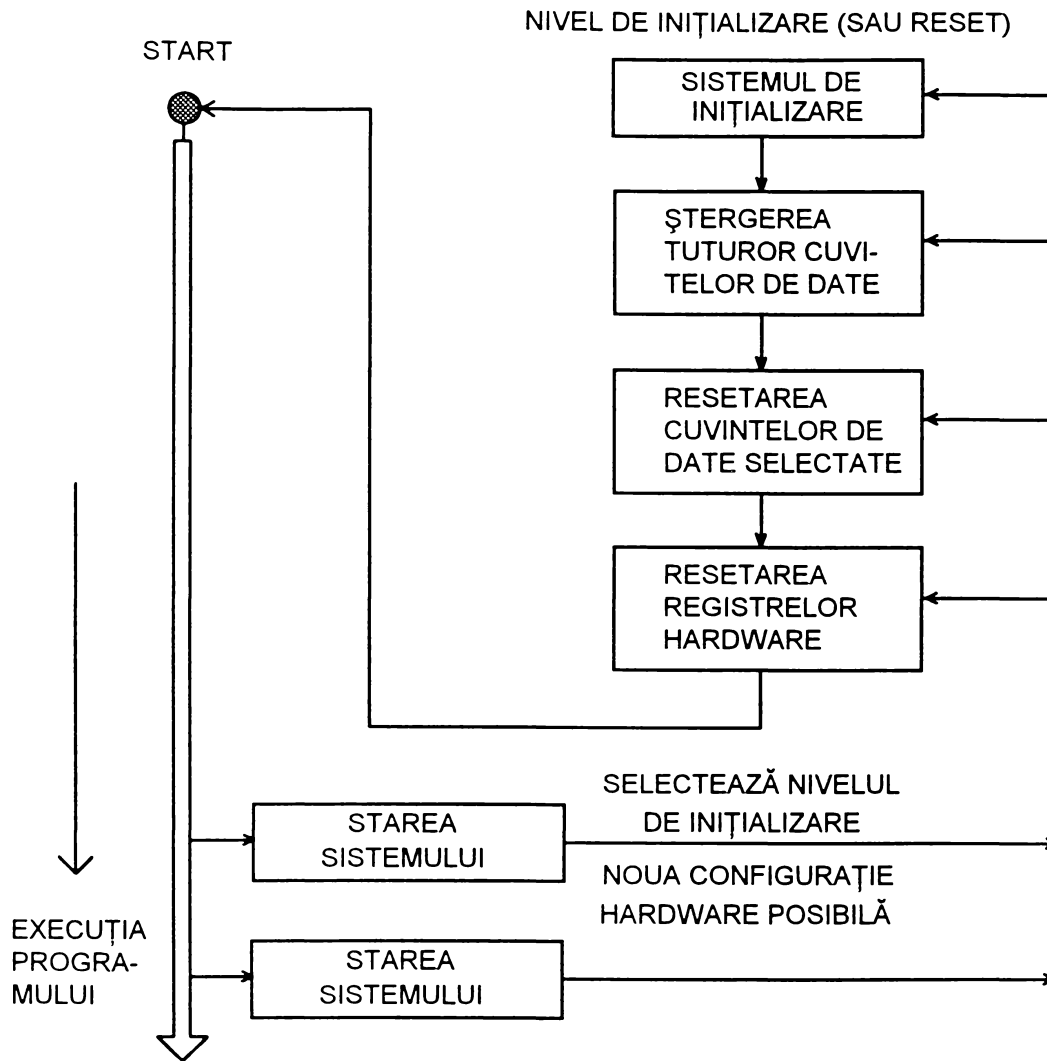 NIVEL DE INIȚIALIZARE (SAU RESET)
START
SISTEMUL DE
INIȚIALIZARE
ŞTERGEREA
TUTUROR CUVI-
TELOR DE DATE
RESETAREA
CUVINTELOR DE
DATE SELECTATE
RESETAREA
REGISTRELOR
HARDWARE
SELECTEAZĂ NIVELUL
DE INIȚIALIZARE
STAREA
SISTEMULUI
NOUA CONFIGURAȚIE
HARDWARE POSIBILĂ
EXECUȚIA
PROGRA-
MULUI
STAREA
SISTEMULUI